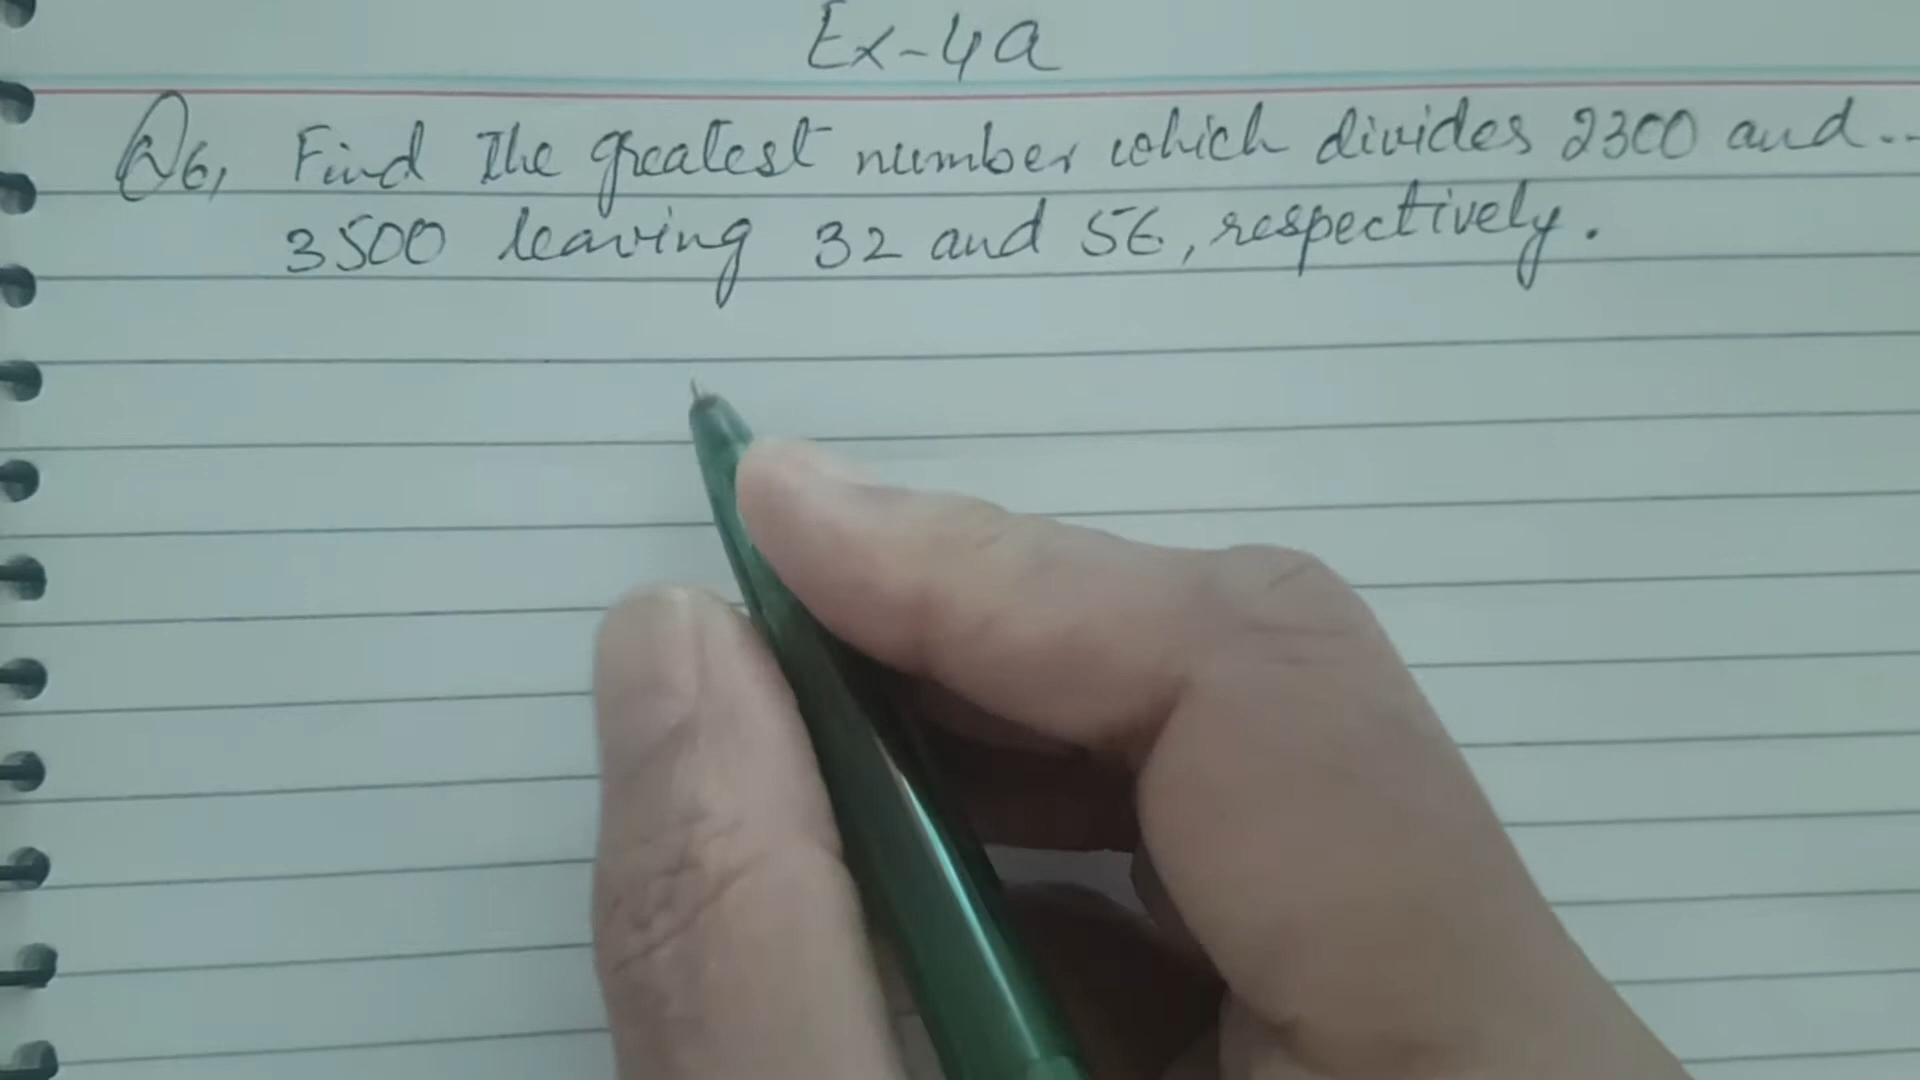 Ex-4a
Q6, Find The greatest number which divides 2300 and..
3500 leaving 32 and 56, respectively.